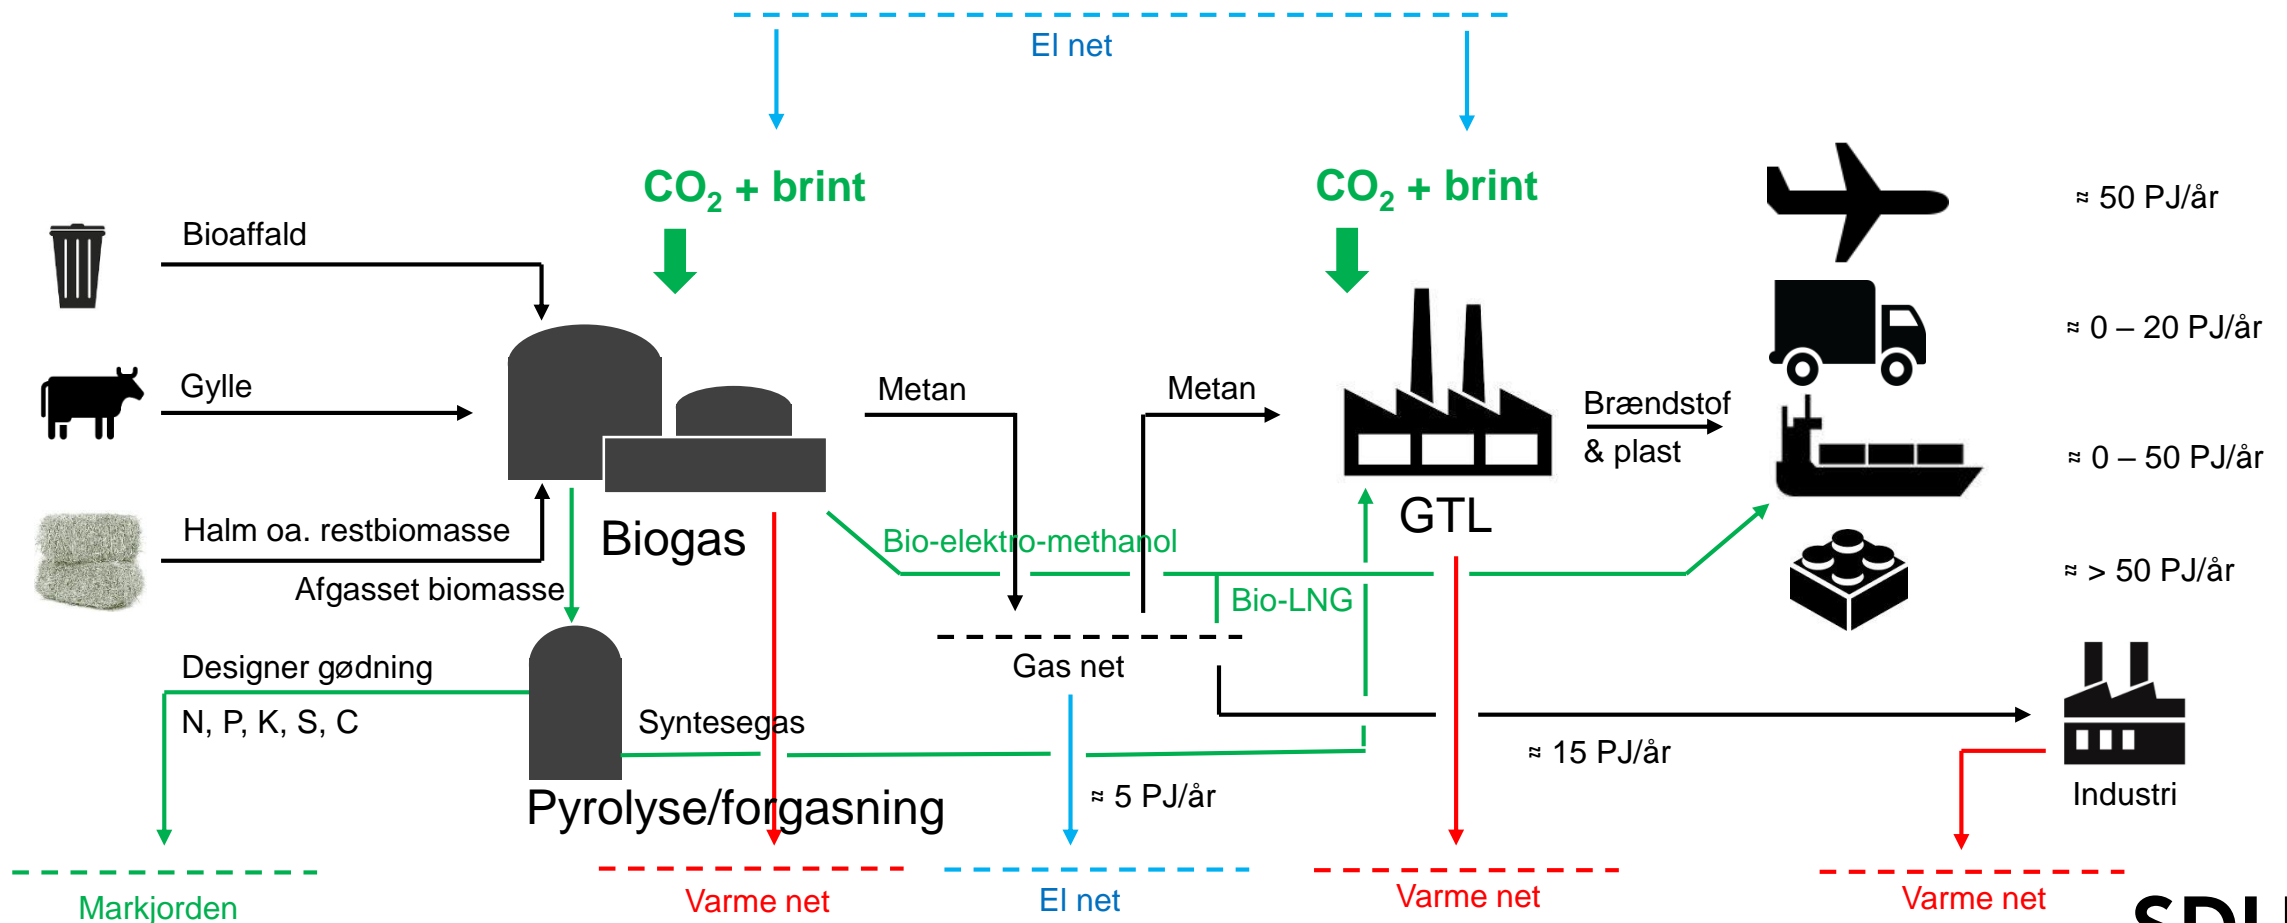 El net
CO2 + brint
CO2 + brint
≈ 50 PJ/år
Bioaffald
≈ 0 – 20 PJ/år
Gylle
Metan
Metan
Brændstof
& plast
≈ 0 – 50 PJ/år
Halm oa. restbiomasse
Biogas
Bio-elektro-methanol
GTL
Afgasset biomasse
Bio-LNG
≈ > 50 PJ/år
Designer gødning
N, P, K, S, C
Gas net
Syntesegas
≈ 15 PJ/år
Pyrolyse/forgasning
≈ 5 PJ/år
Industri
Markjorden
Varme net
El net
Varme net
Varme net